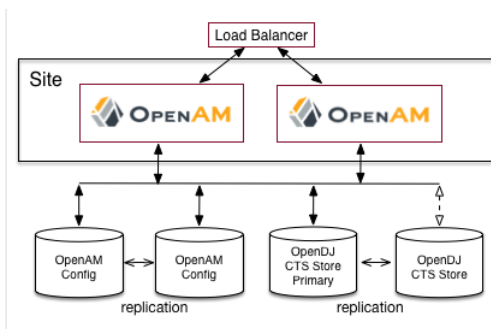 Load Balancer
Site
OPENAM
OPENAM
OpenAM
Config
OpenAM
Config
OpenDJ
CTS Store
Primary
OpenDJ
CTS Store
replication
replication